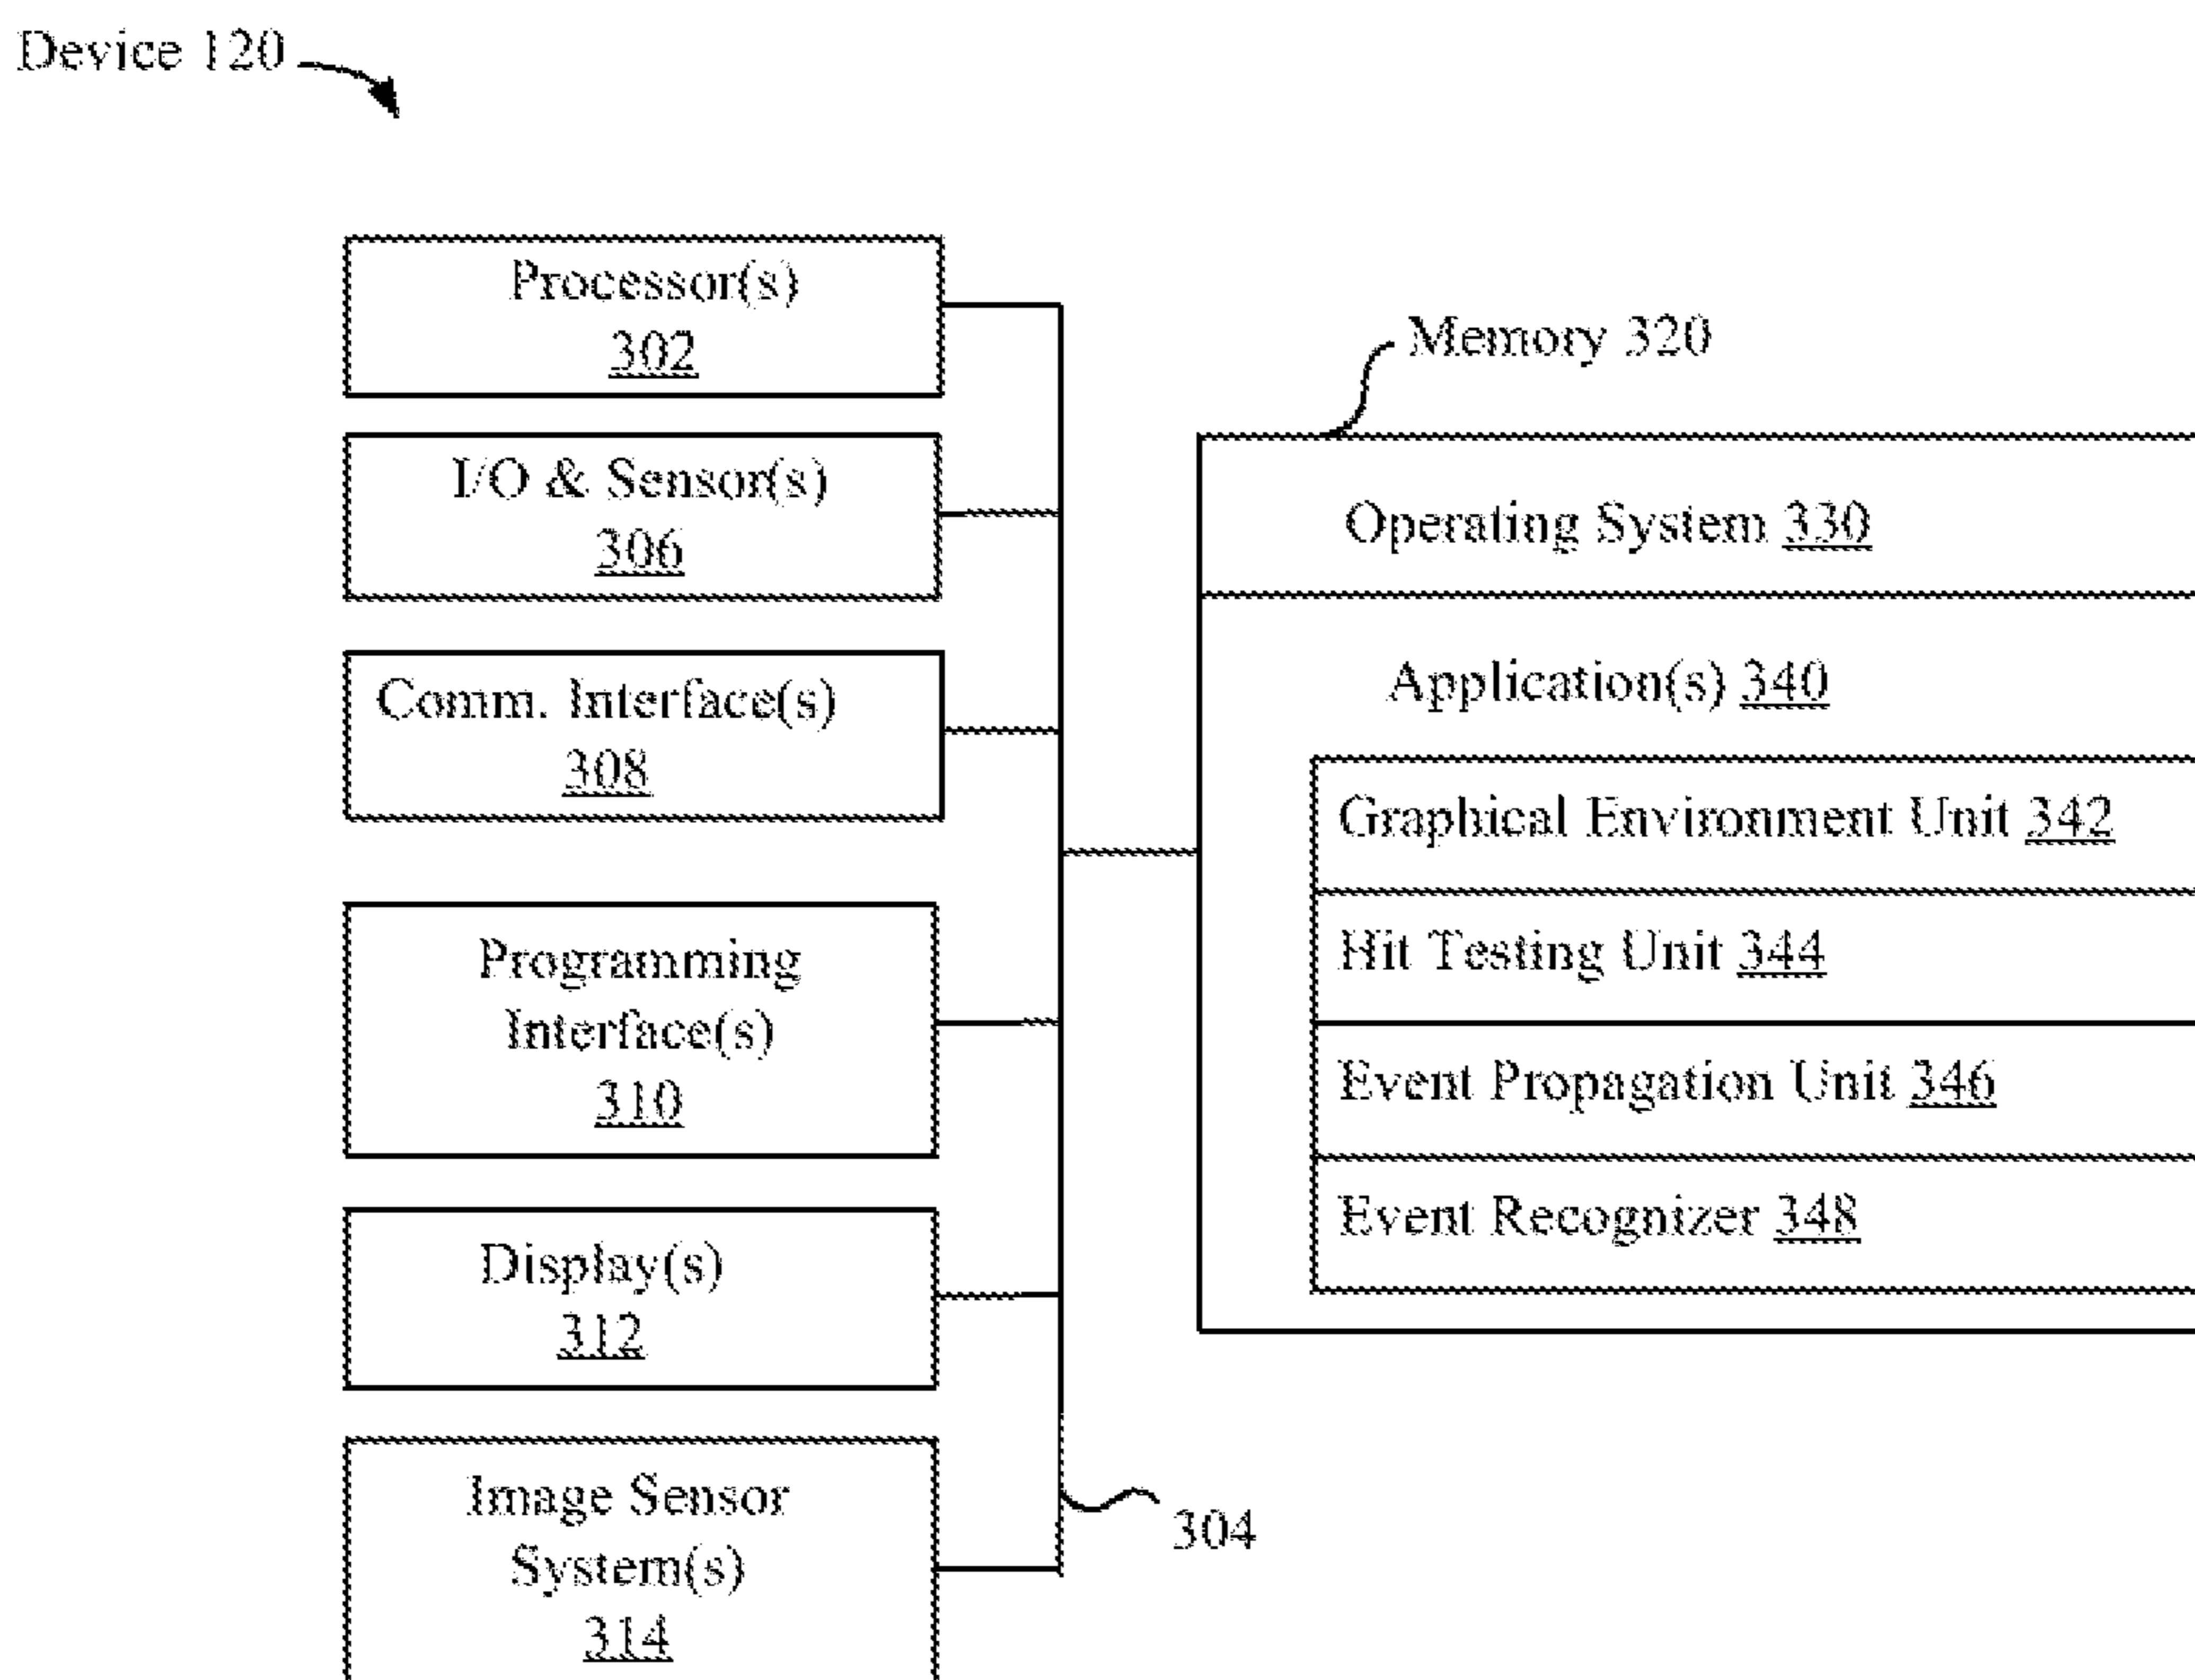 Device 120
Processor(s)
302
I/O & Sensor(s)
306
Comm. Interface(s)
308
Programming
Interface(s)
310
Display(s)
312
Image Sensor
System(s)
314
304
Memory 320
Operating System 330
Application(s) 340
Graphical Environment Unit 342
Hit Testing Unit 344
Event Propagation Unit 346
Event Recognizer 348